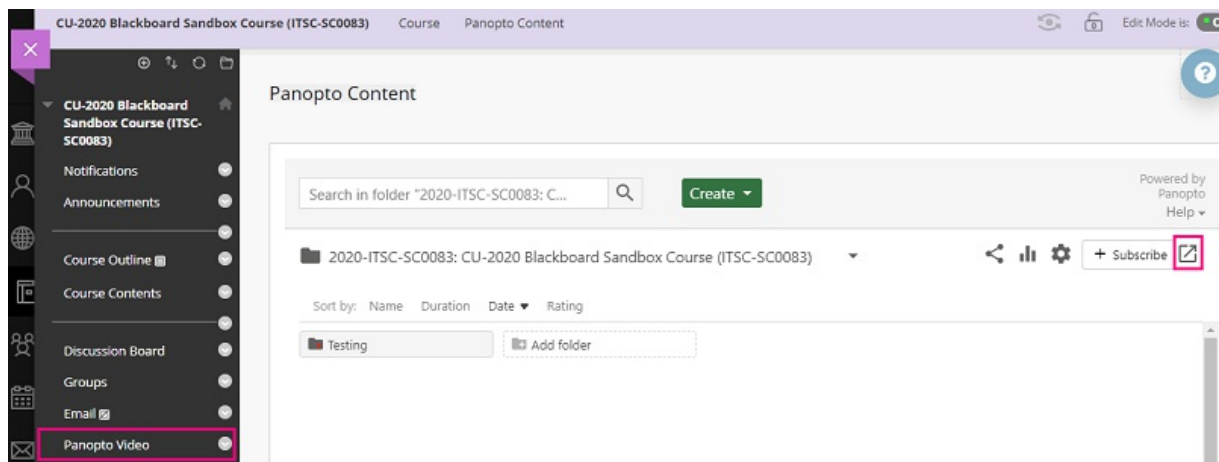 CU-2020 Blackboard Sandbox Course (ITSC-SC0083) Course Panopto Content
Edit Mode is:
CU-2020 Blackboard
Sandbox Course (ITSC-
SC0083)
Notifications
Announcements
Course Outline
Course Contents
Discussion Board
Groups
Email
Panopto Video
Panopto Content
Search in folder "2020-ITSC-SC0083: C...
Create
Powered by
Panopto
Help
2020-ITSC-SC0083: CU-2020 Blackboard Sandbox Course (ITSC-SC0083)
+ Subscribe
Sort by: Name Duration Date Rating
Testing
Add folder